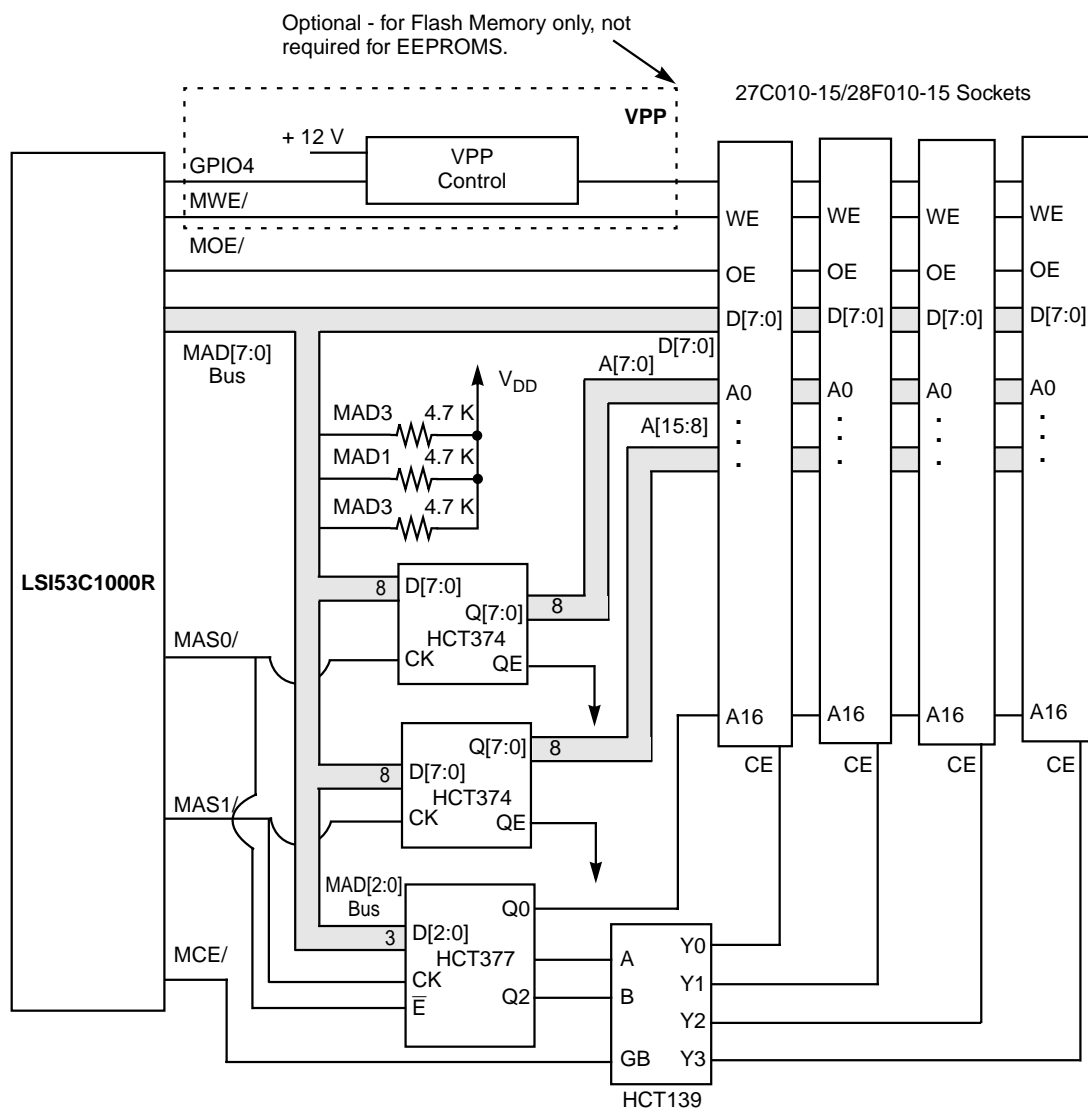 Optional - for Flash Memory only, not
required for EEPROMS.
27C010-15/28F010-15 Sockets
VPP
+ 12 V
VPP
Control
GPIO4
MWE/
MOE/
WE
WE
WE
WE
OE
OE
OE
OE
D[7:0]
D[7:0]
D[7:0]
D[7:0]
MAD[7:0]
Bus
D[7:0]
A[7:0]
VDD
A0
A0
A0
A0
A[15:8]
MAD3
4.7 K
MAD1
4.7 K
MAD3
4.7 K
LSI53C1000R
8
D[7:0]
Q[7:0]
8
HCT374
CK
QE
MAS0/
A16
A16
A16
A16
Q[7:0]
8
8
D[7:0]
HCT374
CK
QE
CE
CE
CE
CE
MAS1/
MAD[2:0]
Bus
3
D[2:0]
Q0
HCT377
CK
Q2
E
MCE/
A
B
GB
Y0
Y1
Y2
Y3
HCT139